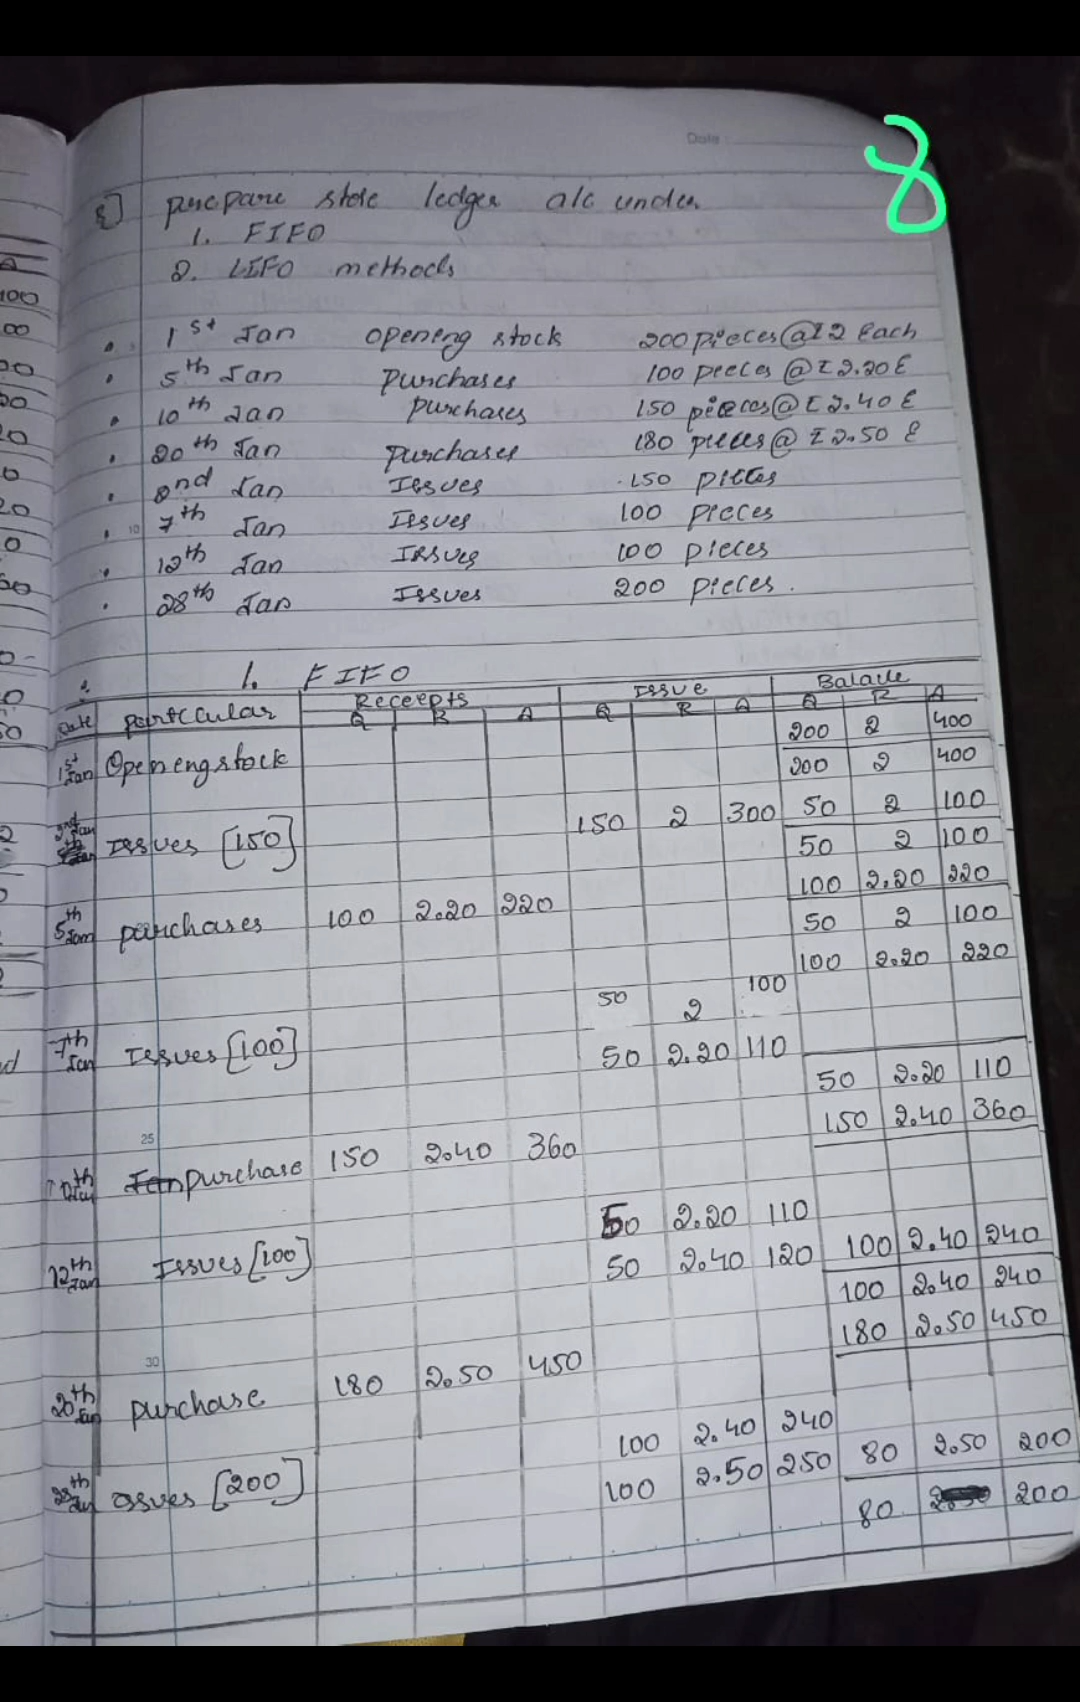 Date :
8
8] prepare store ledger a/c under
1. FIFO
2. LIFO methods
1st Jan Opening stock 200 pieces @ ₹2 Each
5th Jan Purchases 100 pieces @ ₹2.20 E
10th Jan purchases 150 pieces @ ₹2.40 E
20th Jan purchases 180 pieces @ ₹2.50 E
2nd Jan Issues 150 pieces
7th Jan Issues 100 pieces
12th Jan Issues 100 pieces
28th Jan Issues 200 pieces.
1. FIFO
Date particular Receipts Issue Balance
Q R A Q R A Q R A
200 2 400
1st Jan Opening stock 200 2 400
2nd Jan Issues [150] 150 2 300 50 2 100
50 2 100
100 2.20 220
5th Jan purchases 100 2.20 220 50 2 100
100 2.20 220
50 2 100
7th Jan Issues [100] 50 2.20 110
50 2.20 110
150 2.40 360
10th Jan purchase 150 2.40 360
50 2.20 110
12th Jan Issues [100] 50 2.40 120 100 2.40 240
100 2.40 240
180 2.50 450
20th Jan purchase 180 2.50 450
100 2.40 240
28th Jan Issues [200] 100 2.50 250 80 2.50 200
80 200
10
25
30